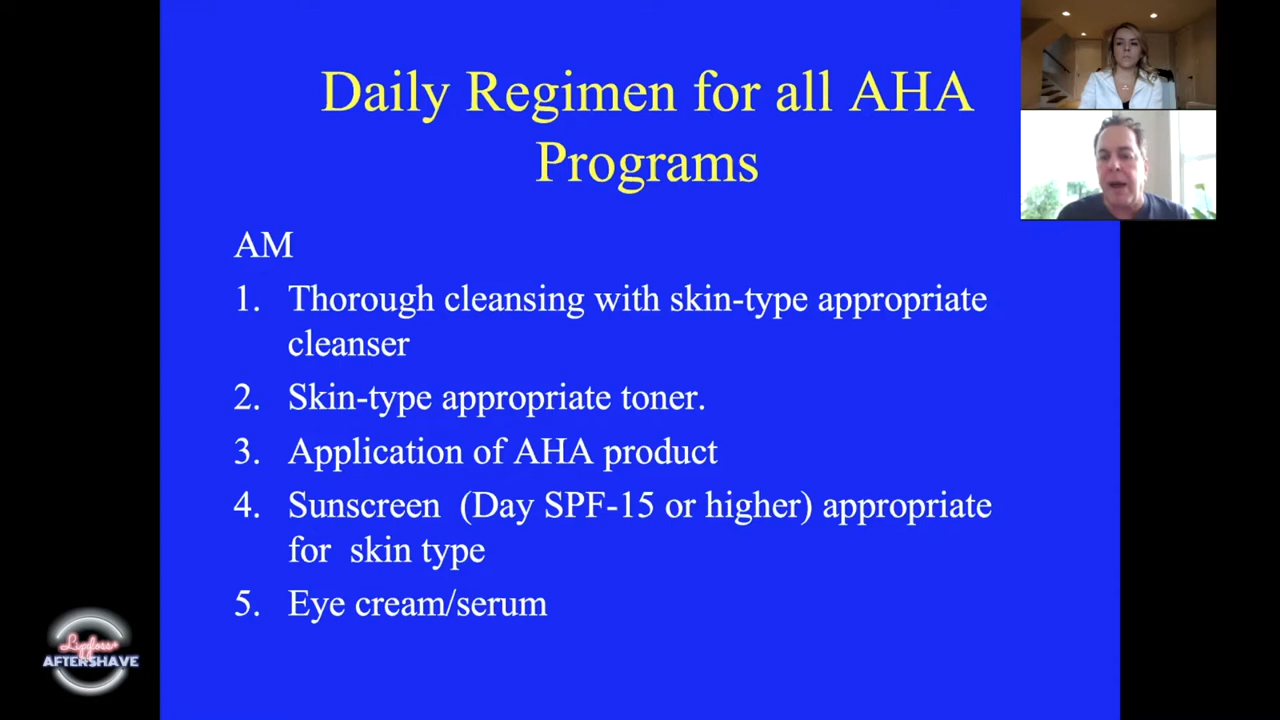 Daily Regimen for all AHA
Programs
AM
1. Thorough cleansing with skin-type appropriate
cleanser
2. Skin-type appropriate toner.
3. Application of AHA product
4. Sunscreen (Day SPF-15 or higher) appropriate
for skin type
5. Eye cream/serum
Lipgloss+
AFTERSHAVE